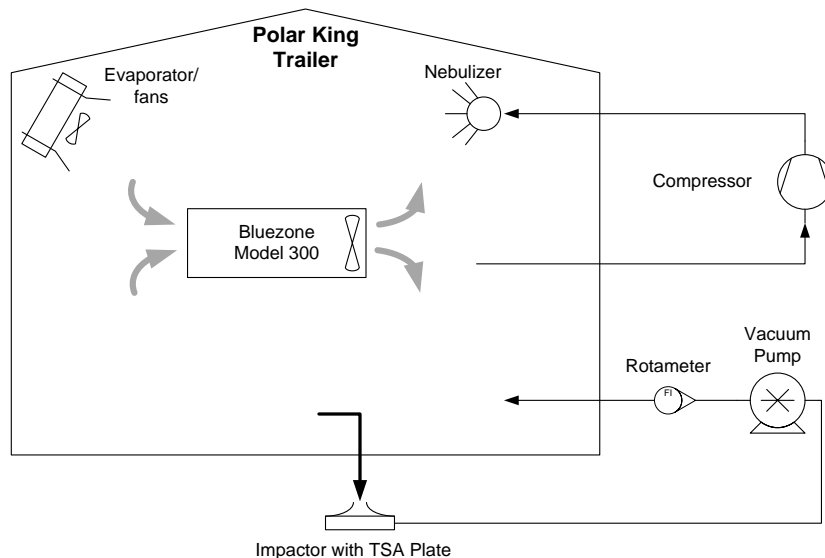 Polar King
Trailer
Evaporator/
fans
Nebulizer
Compressor
Bluezone
Model 300
Vacuum
Pump
Rotameter
FI
Impactor with TSA Plate